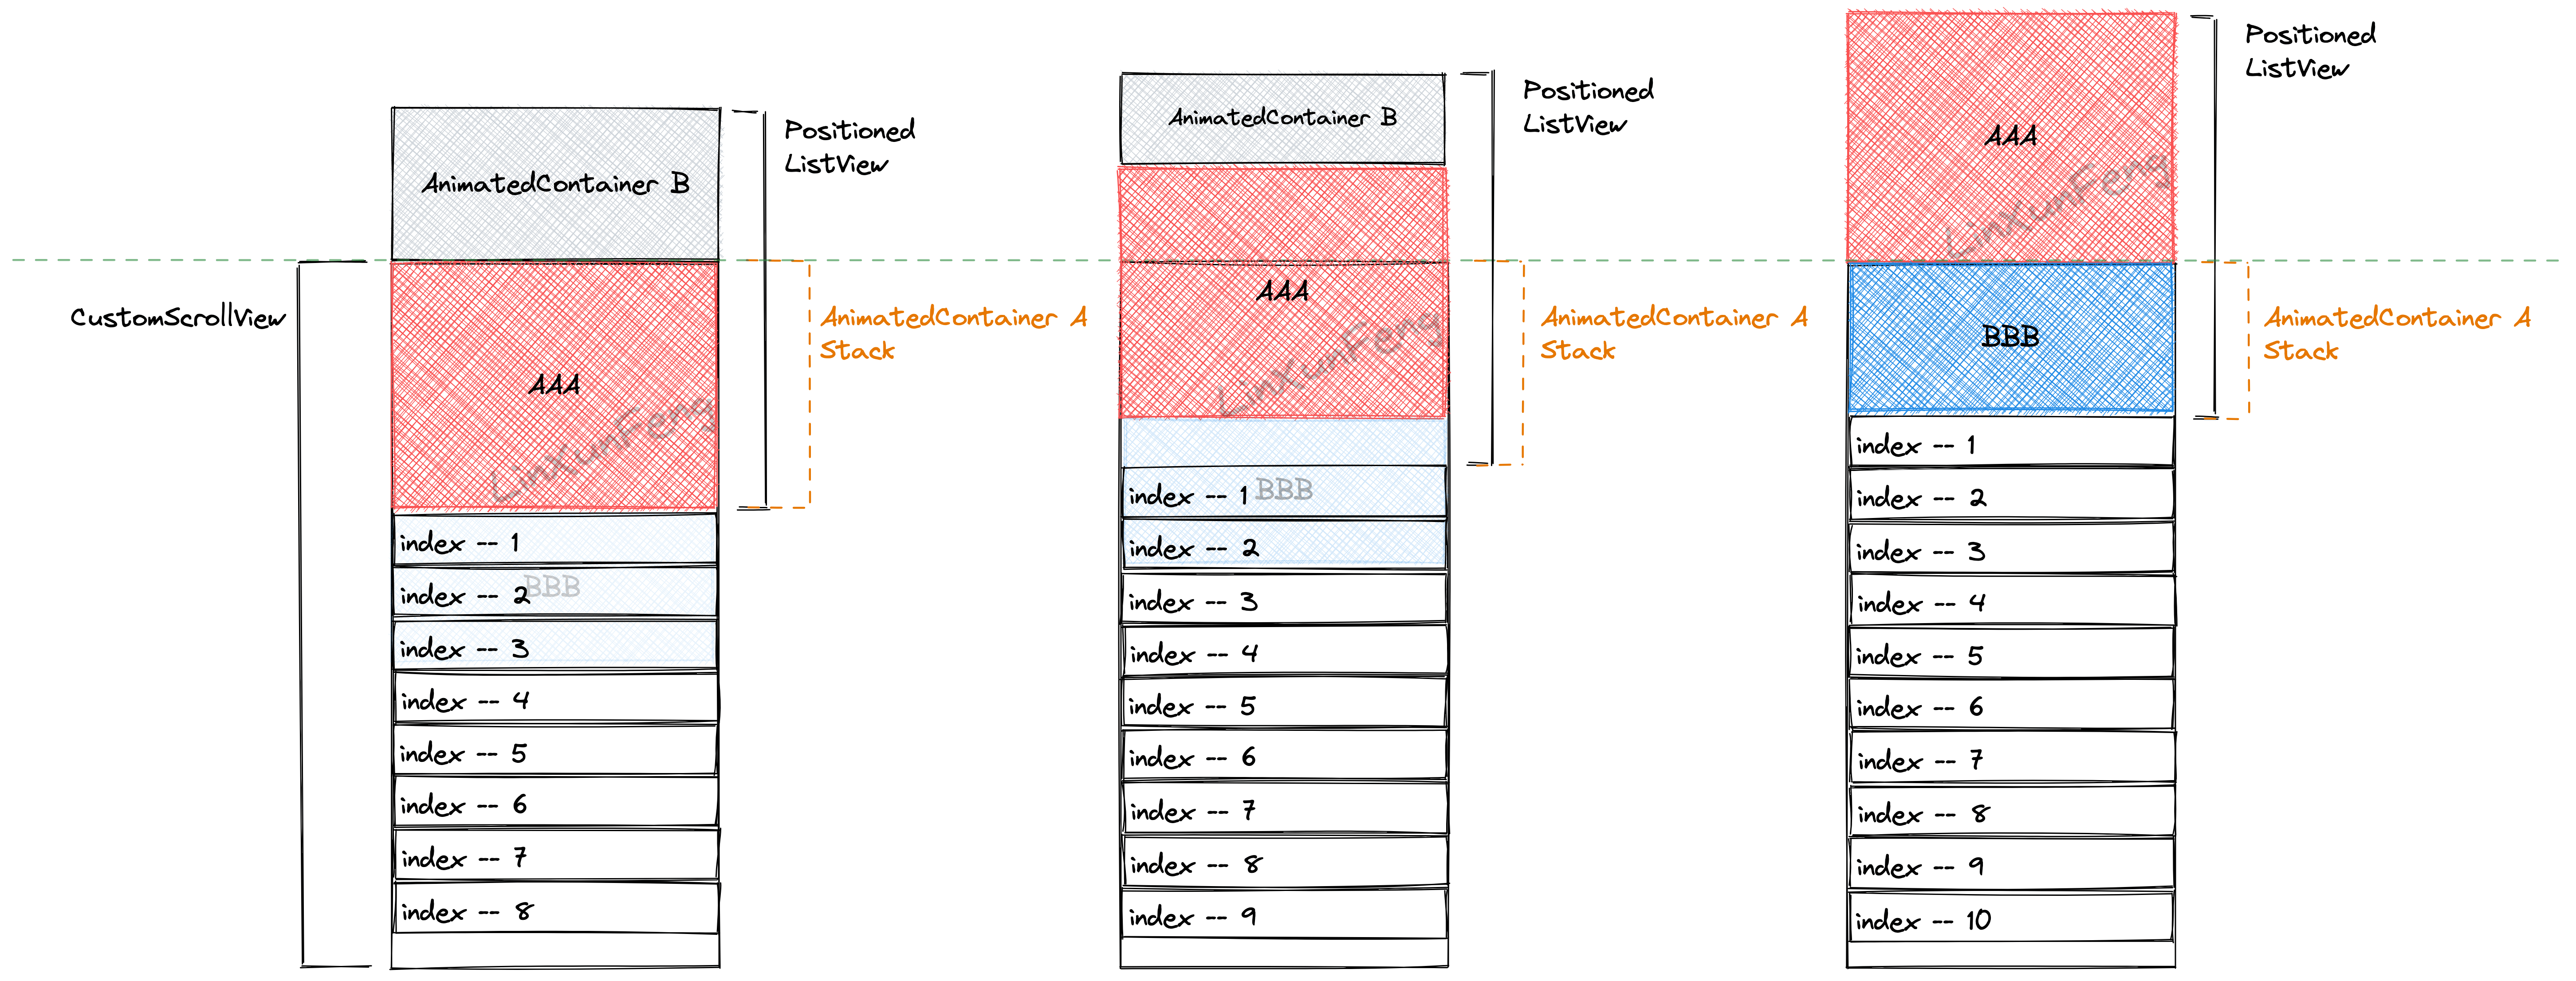 AnimatedContainer B
Positioned
ListView
CustomScrollView
AAA
LinXunFeng
AnimatedContainer A
Stack
index -- 1
index -- 2
BBB
index -- 3
index -- 4
index -- 5
index -- 6
index -- 7
index -- 8
AnimatedContainer B
Positioned
ListView
AAA
LinXunFeng
AnimatedContainer A
Stack
index -- 1
BBB
index -- 2
index -- 3
index -- 4
index -- 5
index -- 6
index -- 7
index -- 8
index -- 9
Positioned
ListView
AAA
LinXunFeng
BBB
AnimatedContainer A
Stack
index -- 1
index -- 2
index -- 3
index -- 4
index -- 5
index -- 6
index -- 7
index -- 8
index -- 9
index -- 10